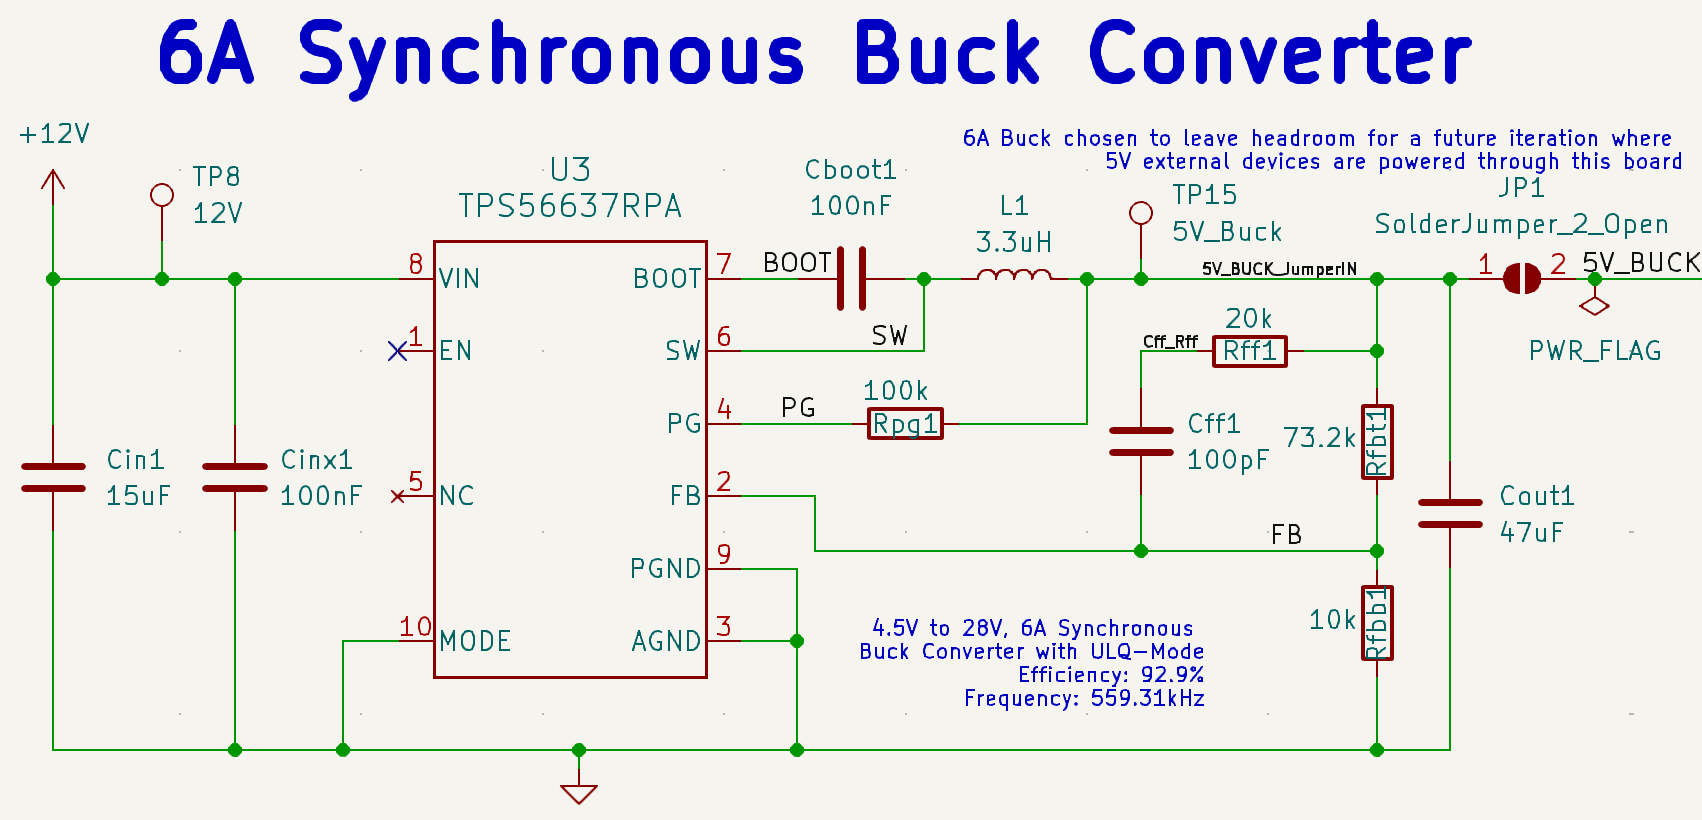 6A Synchronous Buck Converter
6A Buck chosen to leave headroom for a future iteration where
5V external devices are powered through this board
+12V
TP8
12V
U3
TPS56637RPA
Cboot1
100nF
L1
3.3uH
TP15
5V_Buck
JP1
SolderJumper_2_Open
8
VIN
BOOT
7
BOOT
5V_BUCK_JumperIN
1
2
5V_BUCK
PWR_FLAG
1
EN
SW
6
SW
Cff_Rff
20k
Rff1
PG
4
PG
100k
Rpg1
Cin1
15uF
Cinx1
100nF
5
NC
FB
2
Cff1
100pF
73.2k
Rfbt1
Cout1
47uF
FB
PGND
9
10
MODE
AGND
3
4.5V to 28V, 6A Synchronous
Buck Converter with ULQ-Mode
Efficiency: 92.9%
Frequency: 559.31kHz
10k
Rfbb1